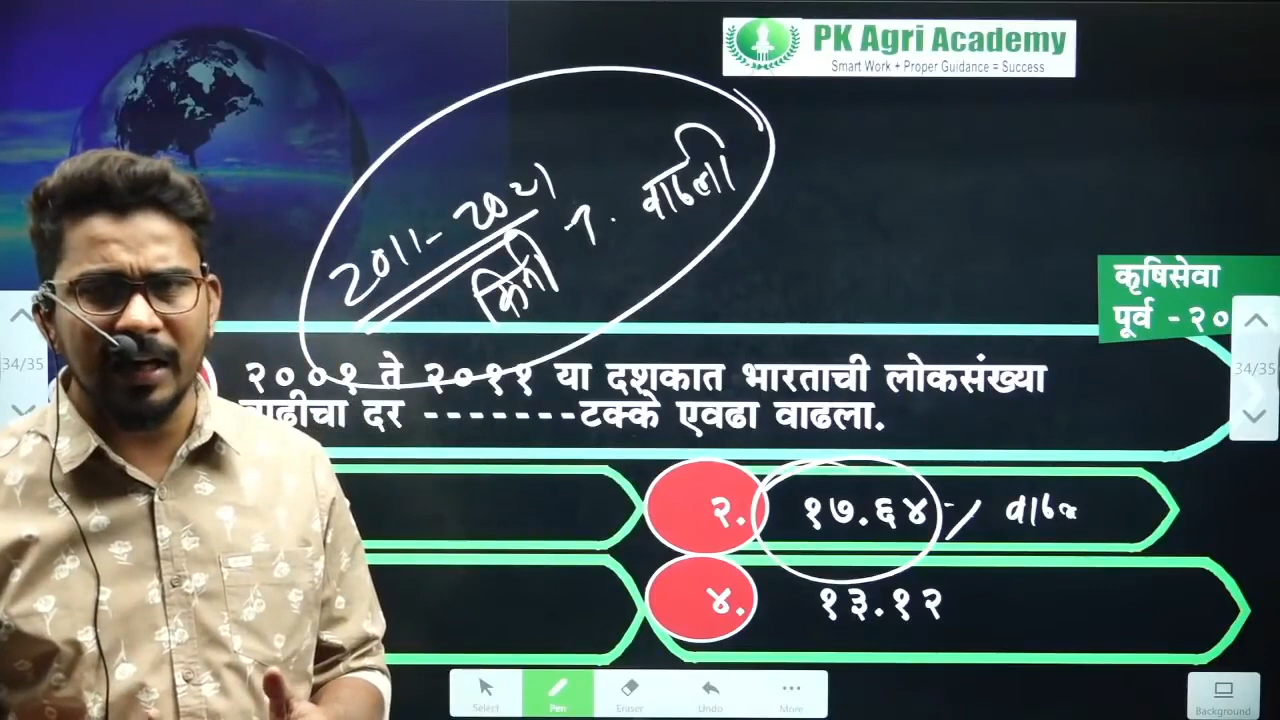 PK Agri Academy
Smart Work + Proper Guidance = Success
2011-2021
किती
वाढली
कृषिसेवा
पूर्व - २०
34/35
34/35
२००१ ते २०११ या दशकात भारताची लोकसंख्या
वाढीचा दर -------टक्के एवढा वाढला.
२. १७.६४
४. १३.१२
Select
Pen
Eraser
Undo
More
Background